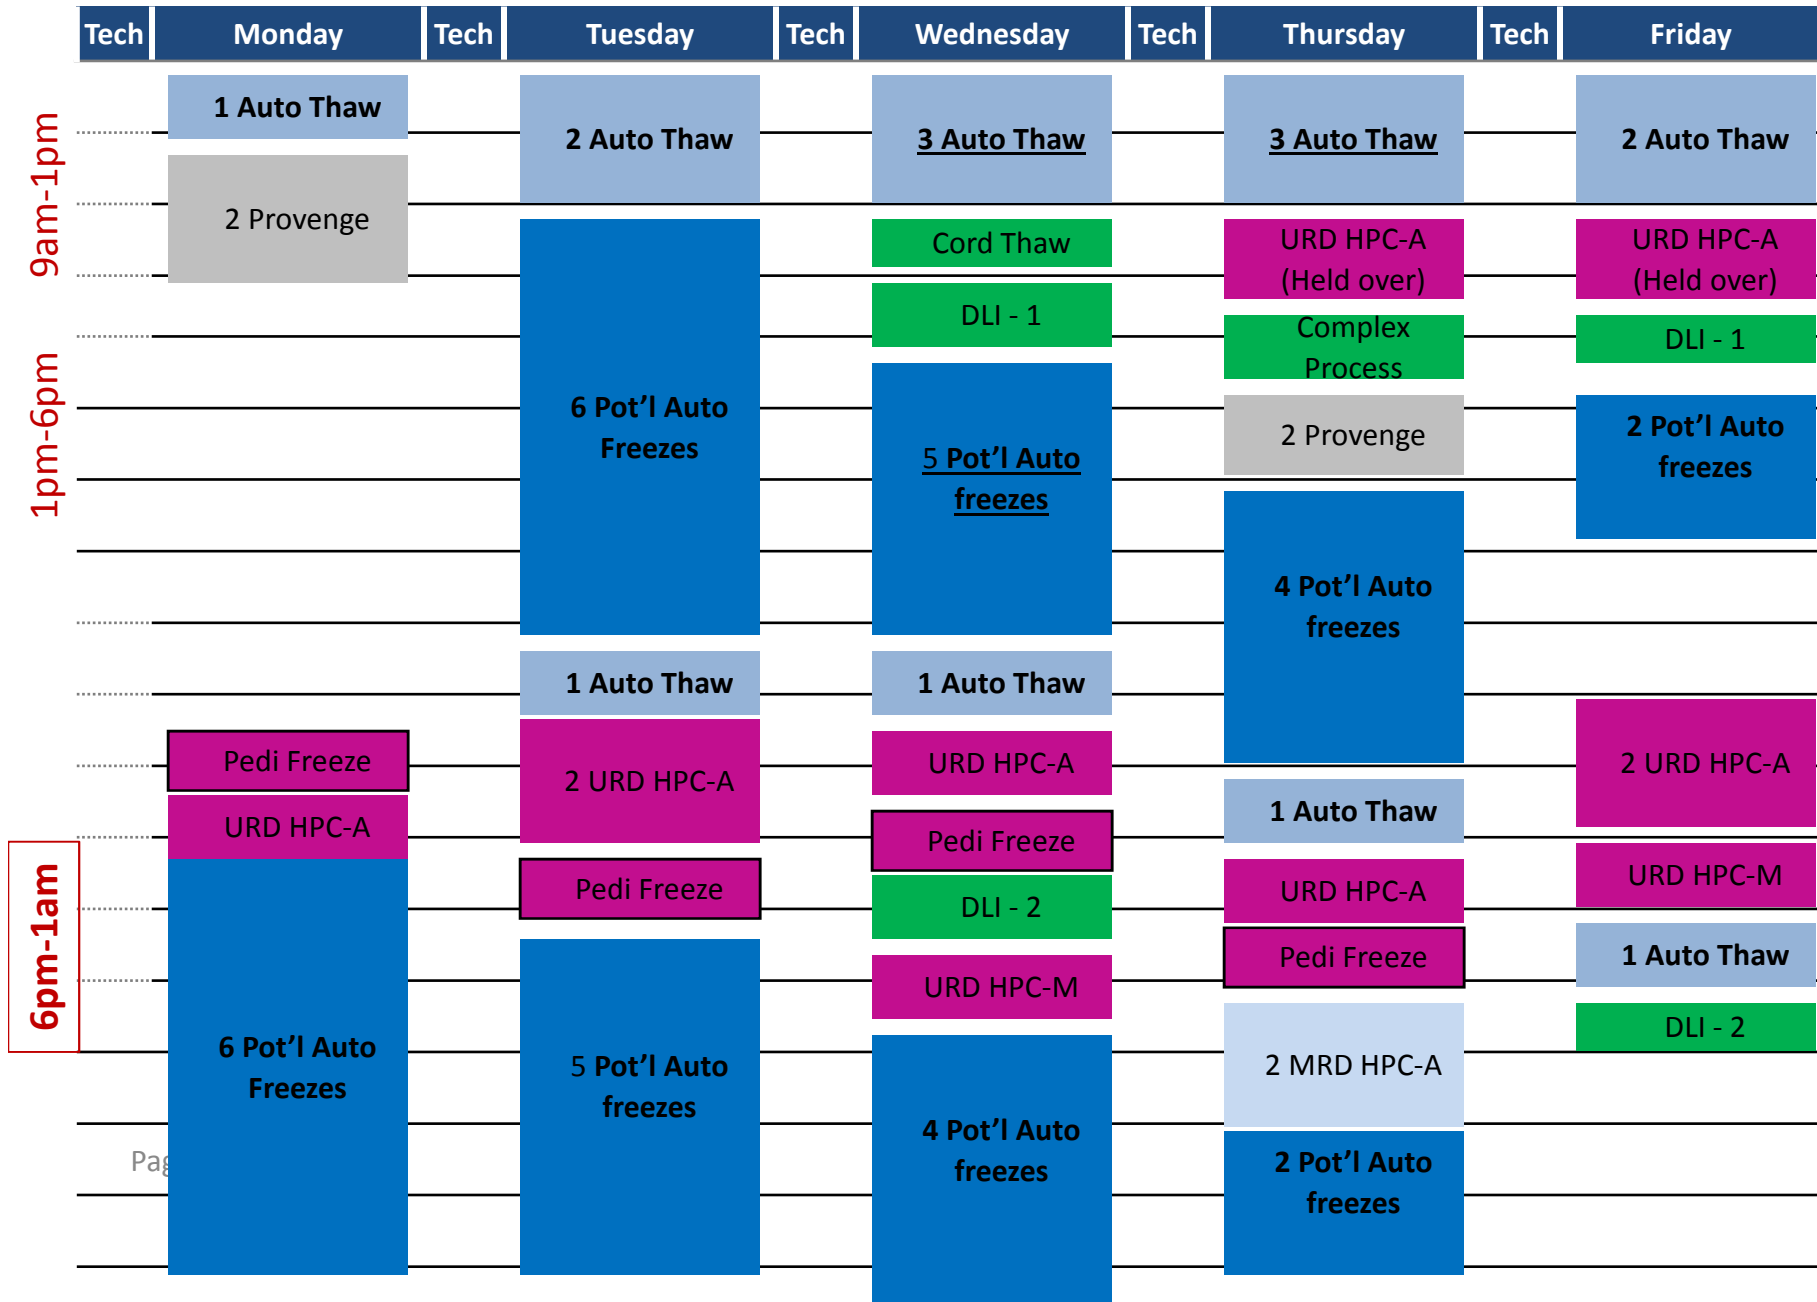 Tech Monday Tech Tuesday Tech Wednesday Tech Thursday Tech Friday
9am-1pm
1pm-6pm
6pm-1am
1 Auto Thaw
2 Provenge
Pedi Freeze
URD HPC-A
6 Pot'l Auto
Freezes
2 Auto Thaw
6 Pot'l Auto
Freezes
1 Auto Thaw
2 URD HPC-A
Pedi Freeze
5 Pot'l Auto
freezes
3 Auto Thaw
Cord Thaw
DLI - 1
5 Pot'l Auto
freezes
1 Auto Thaw
URD HPC-A
Pedi Freeze
DLI - 2
URD HPC-M
4 Pot'l Auto
freezes
3 Auto Thaw
URD HPC-A
(Held over)
Complex
Process
2 Provenge
4 Pot'l Auto
freezes
1 Auto Thaw
URD HPC-A
Pedi Freeze
2 MRD HPC-A
2 Pot'l Auto
freezes
2 Auto Thaw
URD HPC-A
(Held over)
DLI - 1
2 Pot'l Auto
freezes
2 URD HPC-A
URD HPC-M
1 Auto Thaw
DLI - 2